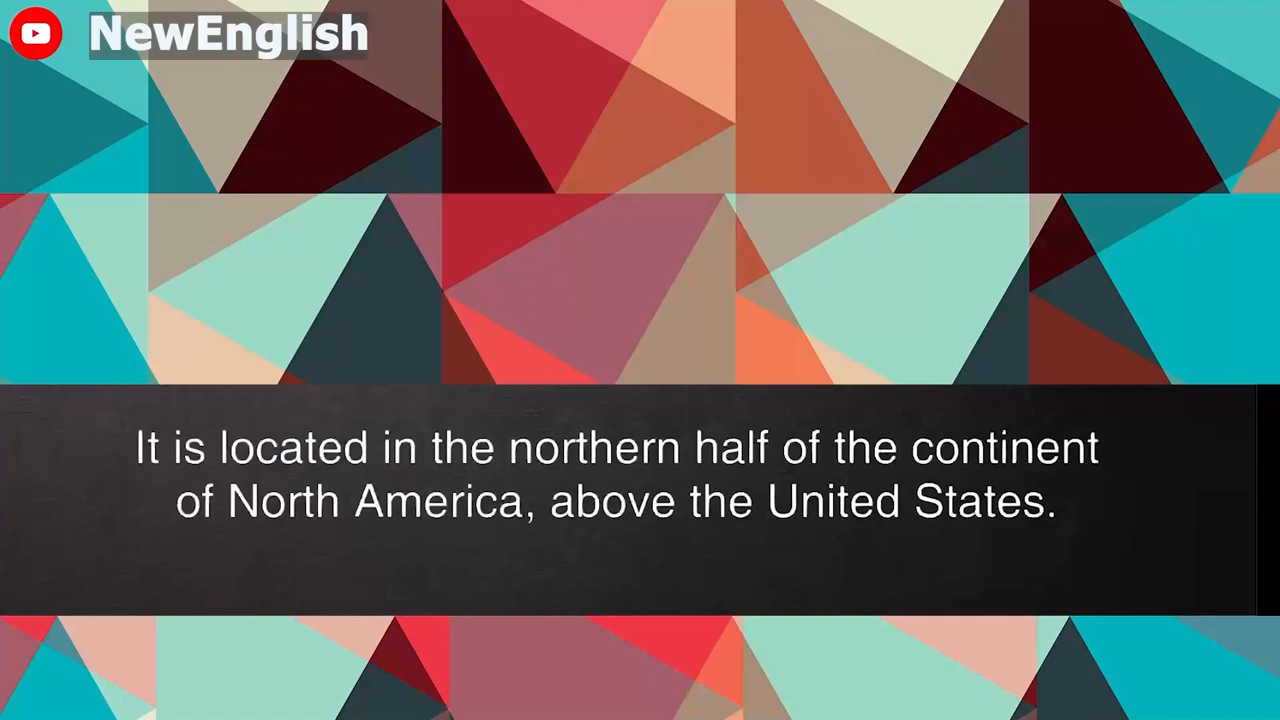 NewEnglish
It is located in the northern half of the continent
of North America, above the United States.